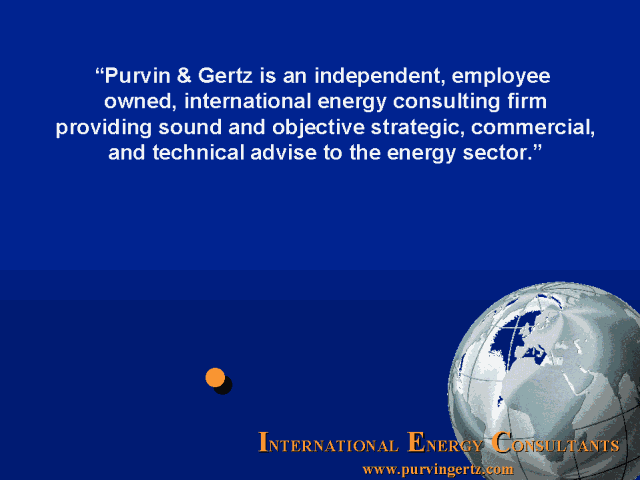 “Purvin & Gertz is an independent, employee
owned, international energy consulting firm
providing sound and objective strategic, commercial,
and technical advise to the energy sector.”
INTERNATIONAL ENERGY CONSULTANTS
www.purvingertz.com